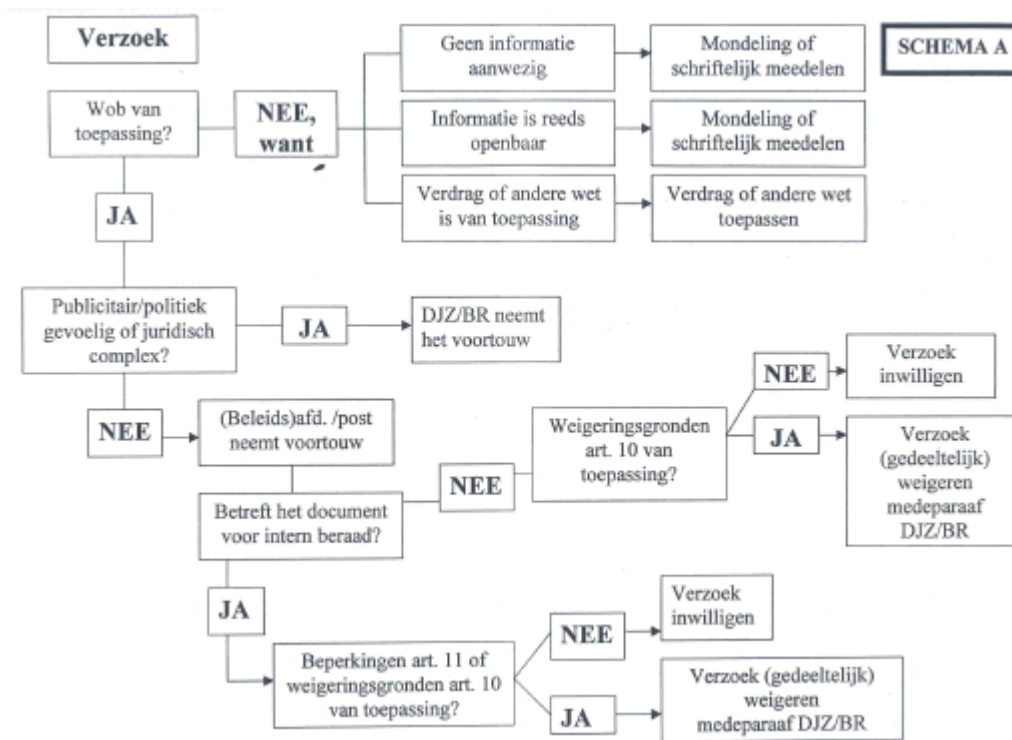 Verzoek
SCHEMA A
Wob van
toepassing?
NEE,
want
Geen informatie
aanwezig
Mondeling of
schriftelijk meedelen
Informatie is reeds
openbaar
Mondeling of
schriftelijk meedelen
Verdrag of andere wet
is van toepassing
Verdrag of andere wet
toepassen
JA
Publicitair/politiek
gevoelig of juridisch
complex?
JA
DJZ/BR neemt
het voortouw
NEE
(Beleids)afd. /post
neemt voortouw
Betreft het document
voor intern beraad?
NEE
Weigeringsgronden
art. 10 van
toepassing?
NEE
Verzoek
inwilligen
JA
Verzoek
(gedeeltelijk)
weigeren
medeparaaf
DJZ/BR
JA
Beperkingen art. 11 of
weigeringsgronden art. 10
van toepassing?
NEE
Verzoek
inwilligen
JA
Verzoek (gedeeltelijk)
weigeren
medeparaaf DJZ/BR